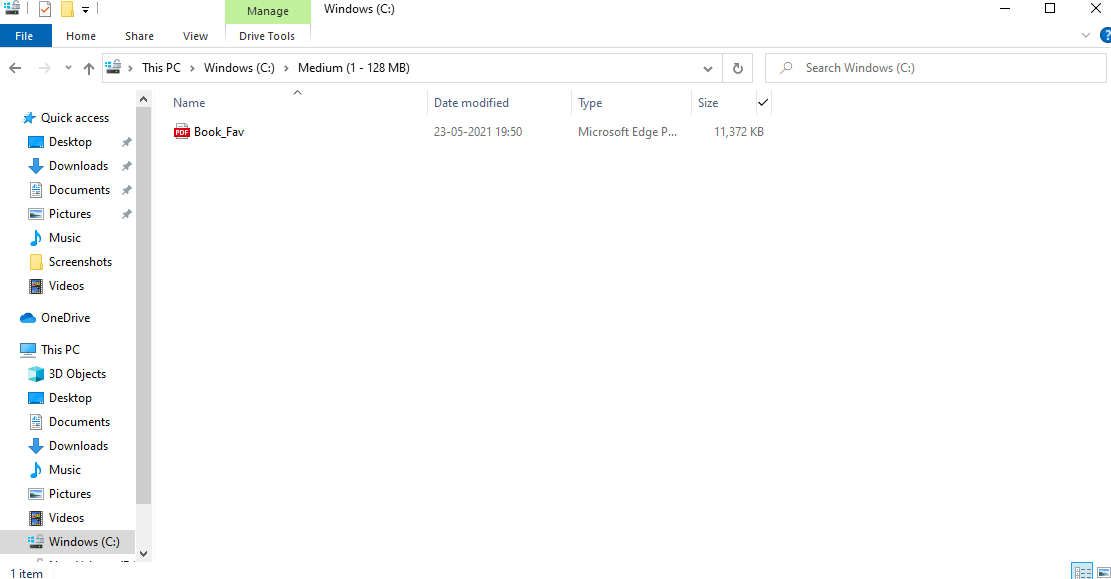 Manage
Windows (C:)
File
Home
Share
View
Drive Tools
?
This PC > Windows (C:) > Medium (1 - 128 MB)
Search Windows (C:)
Name
Date modified
Type
Size
PDF
Book_Fav
23-05-2021 19:50
Microsoft Edge P...
11,372 KB
Quick access
Desktop
Downloads
Documents
Pictures
Music
Screenshots
Videos
OneDrive
This PC
3D Objects
Desktop
Documents
Downloads
Music
Pictures
Videos
Windows (C:)
1 item